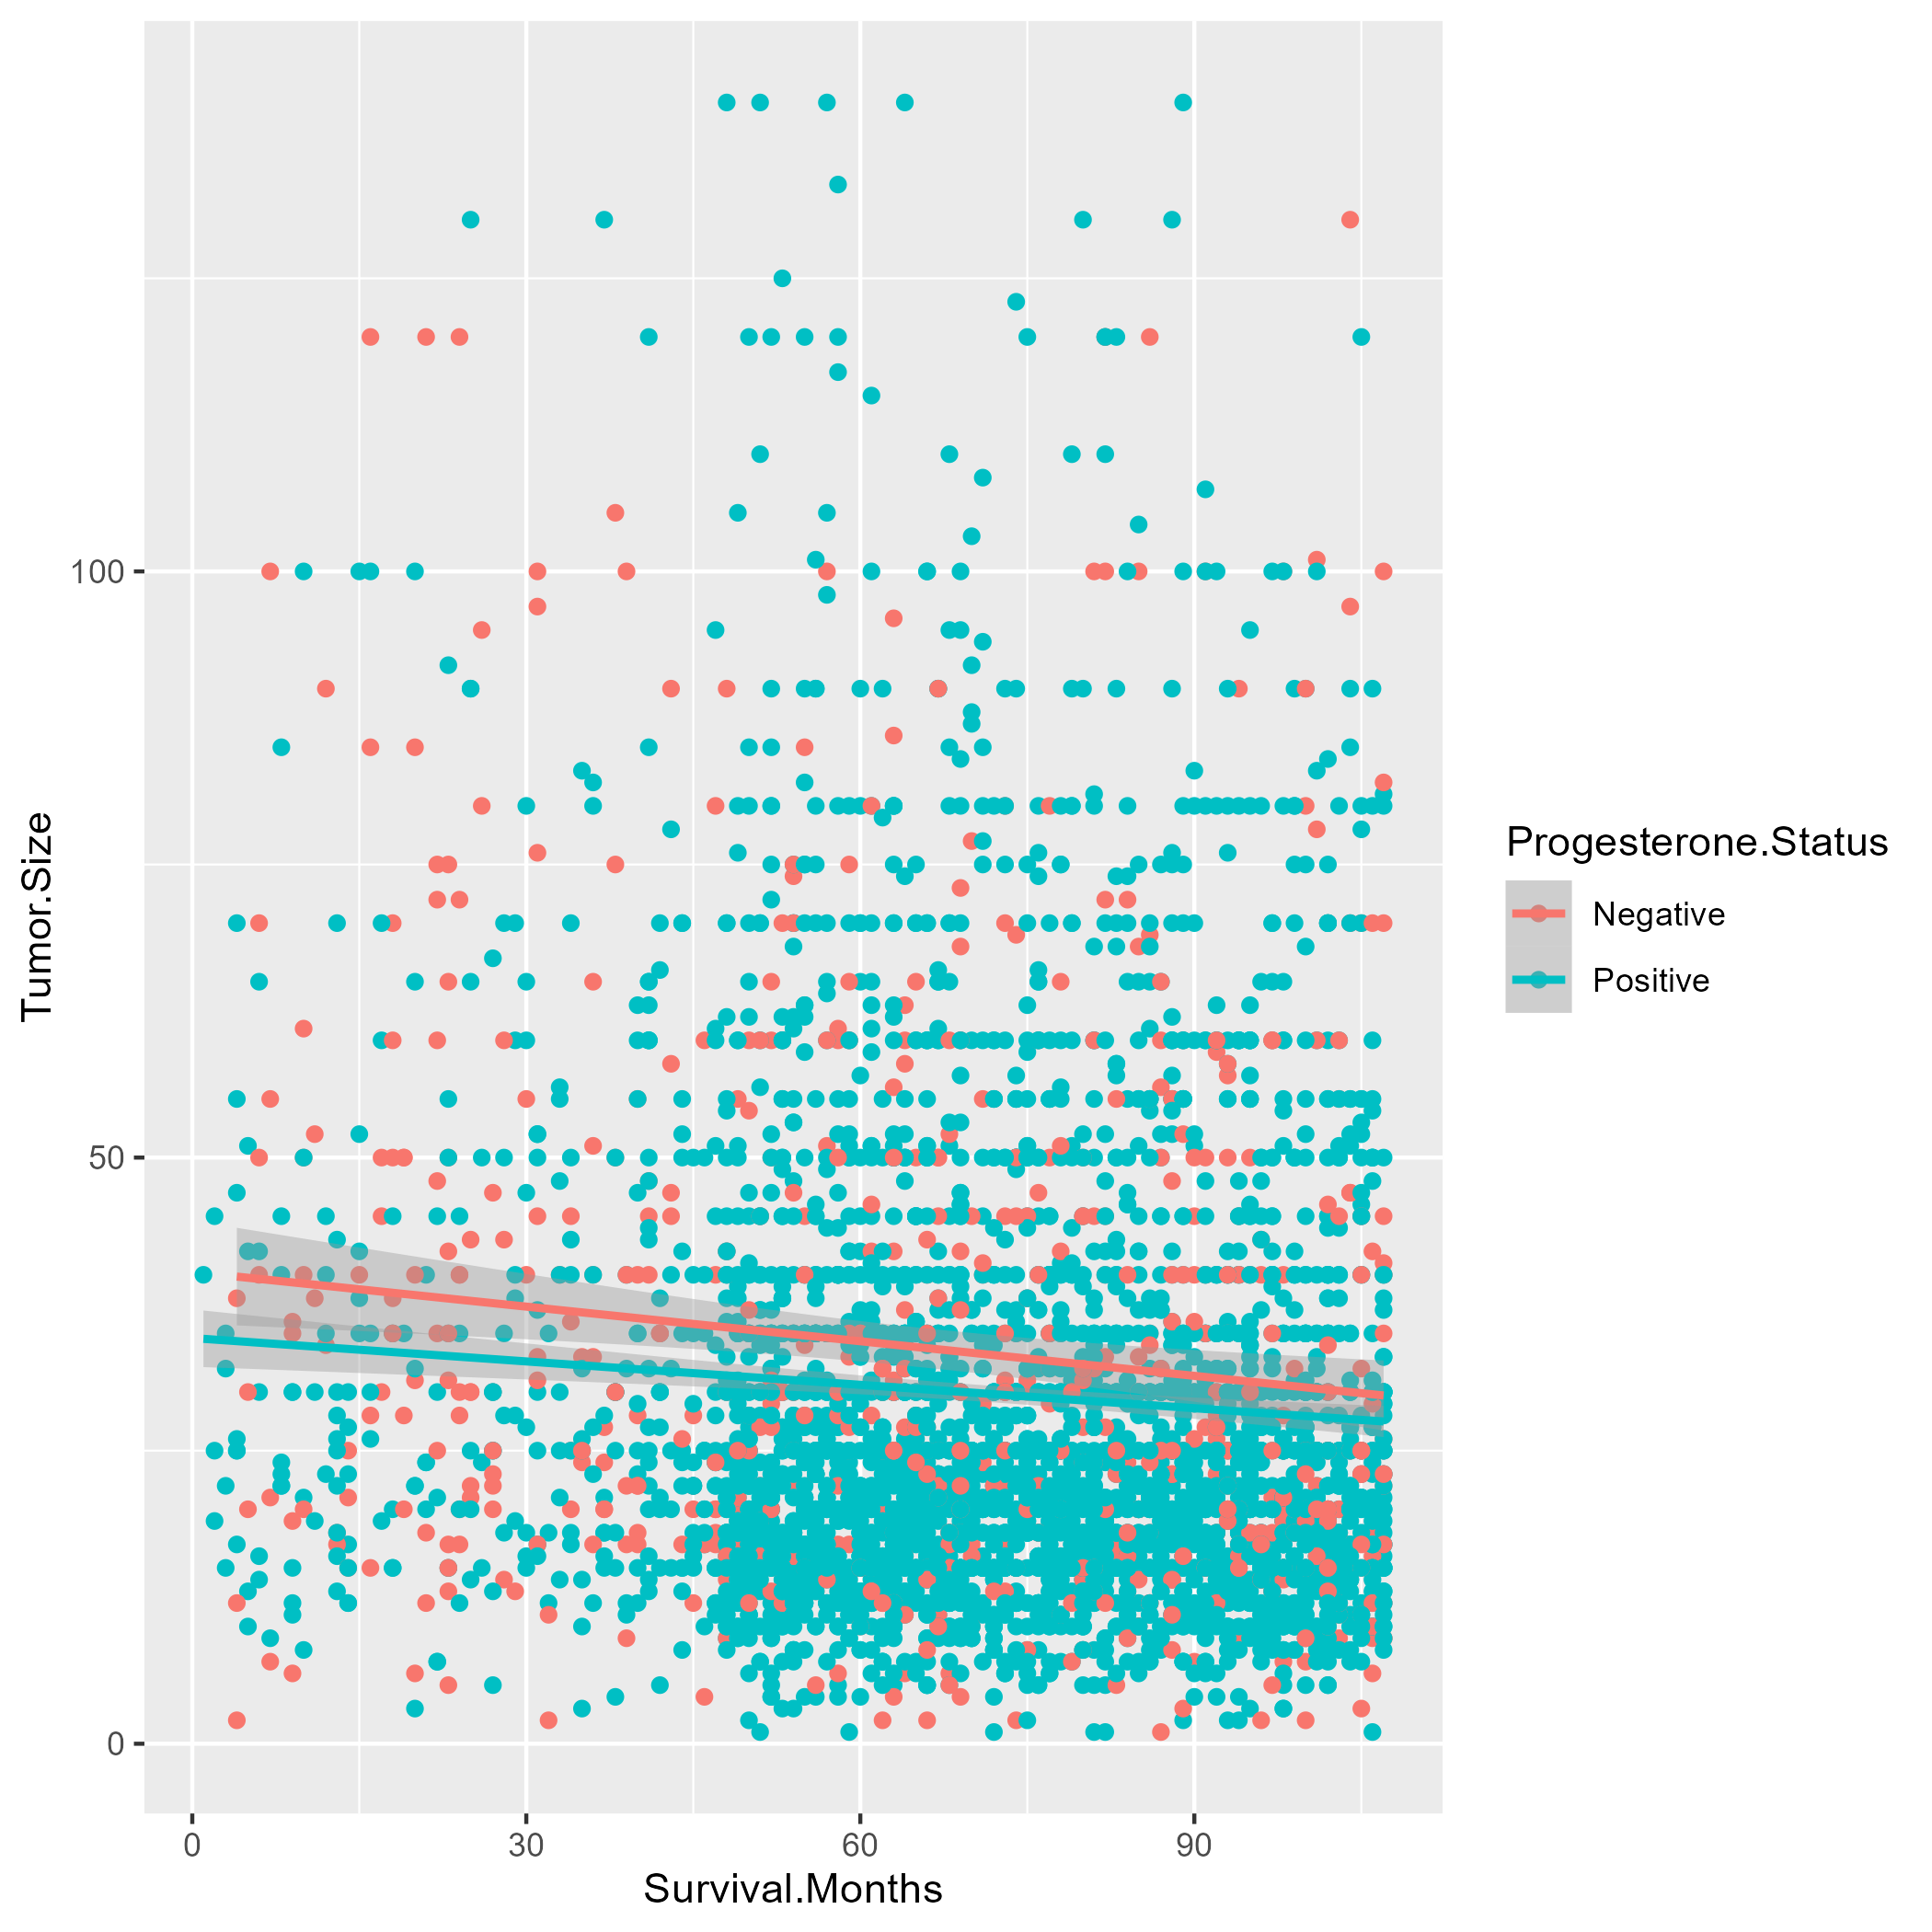 100
50
0
Tumor.Size
0
30
60
90
Survival.Months
Progesterone.Status
Negative
Positive